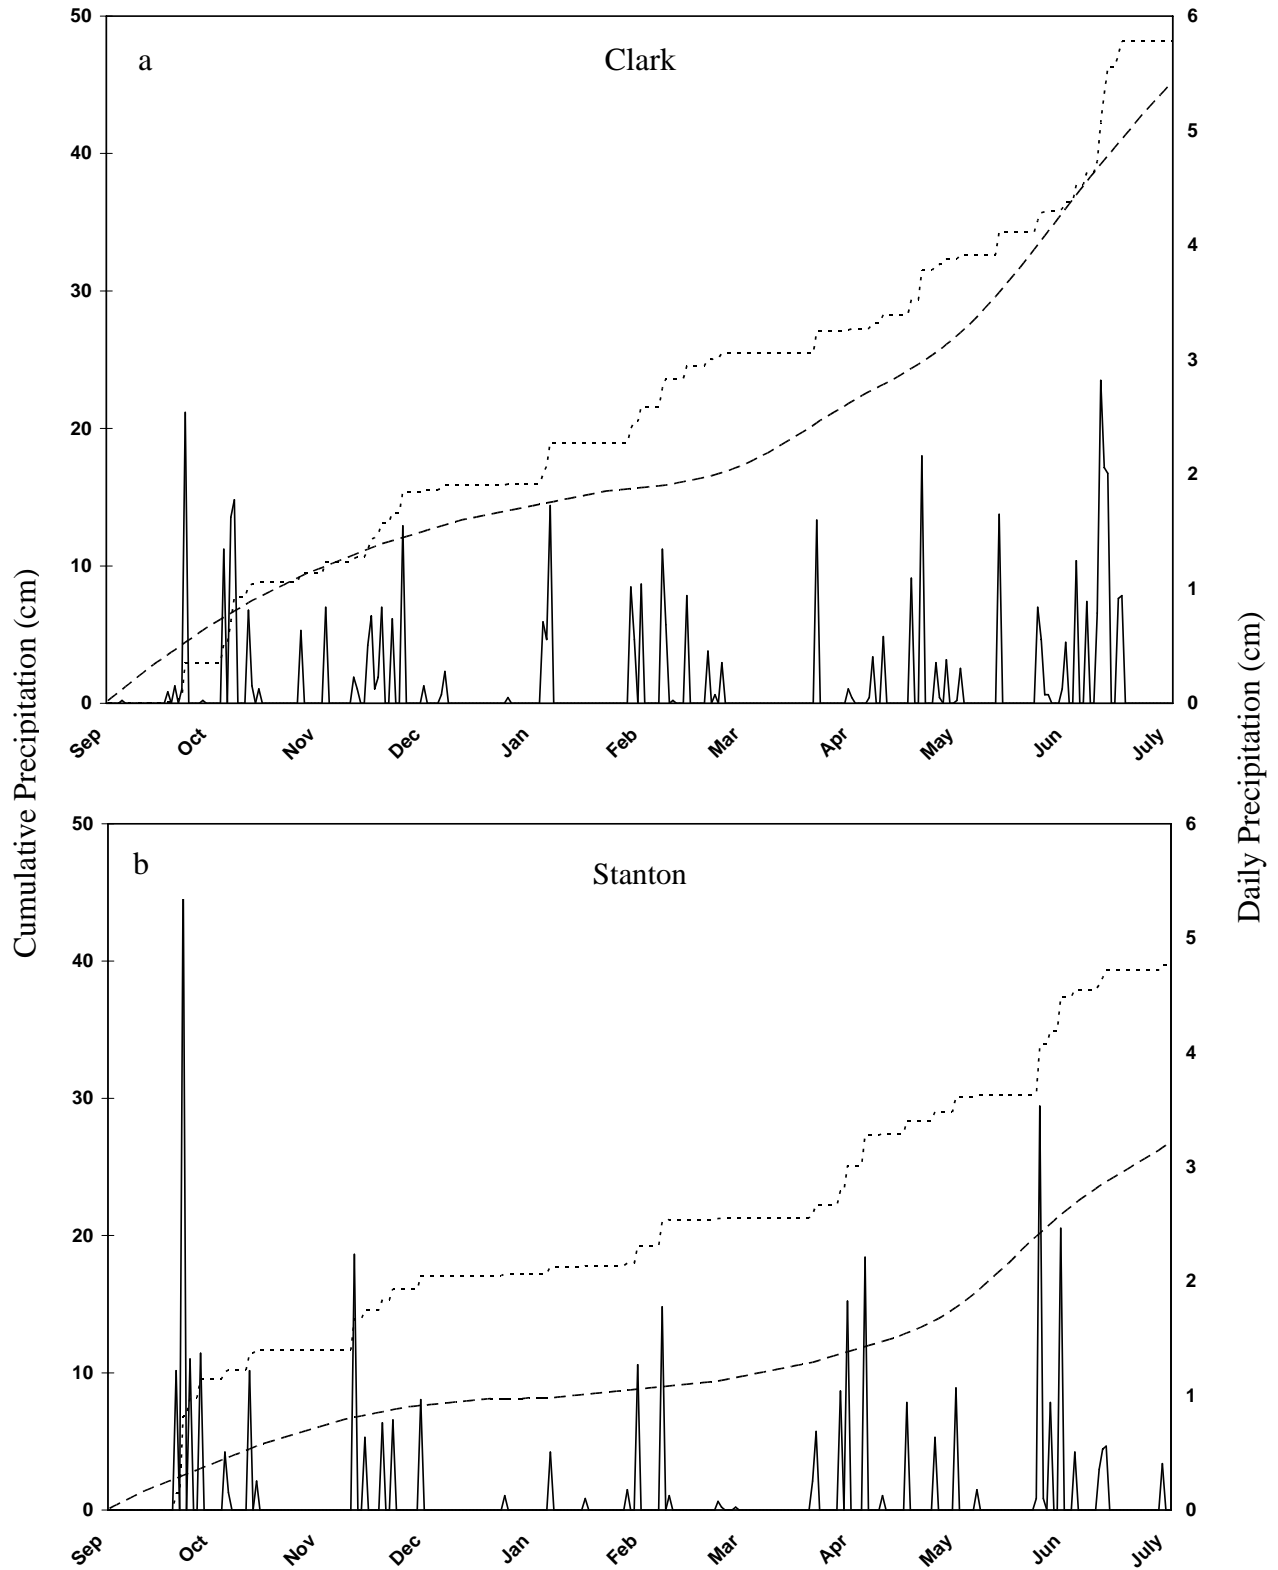 50
6
a
Clark
5
40
4
30
3
20
2
10
1
0
0
Sep
Oct
Nov
Dec
Jan
Feb
Mar
Apr
May
Jun
July
Cumulative Precipitation (cm)
Daily Precipitation (cm)
50
6
b
Stanton
5
40
4
30
3
20
2
10
1
0
0
Sep
Oct
Nov
Dec
Jan
Feb
Mar
Apr
May
Jun
July